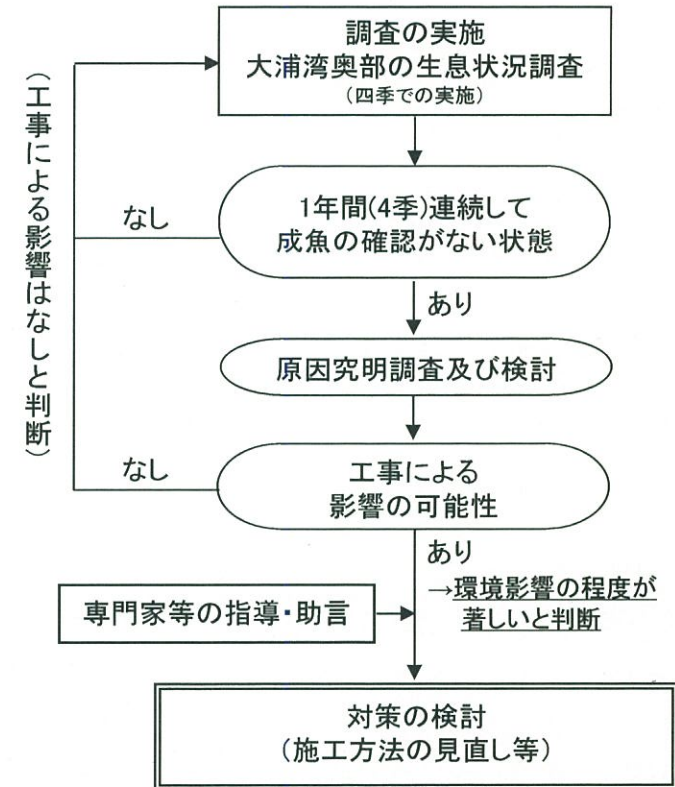 調査の実施
大浦湾奥部の生息状況調査
(四季での実施)
(工事による影響はなしと判断)
なし
1年間(4季)連続して
成魚の確認がない状態
あり
原因究明調査及び検討
なし
工事による
影響の可能性
あり
→環境影響の程度が
著しいと判断
専門家等の指導・助言
対策の検討
(施工方法の見直し等)